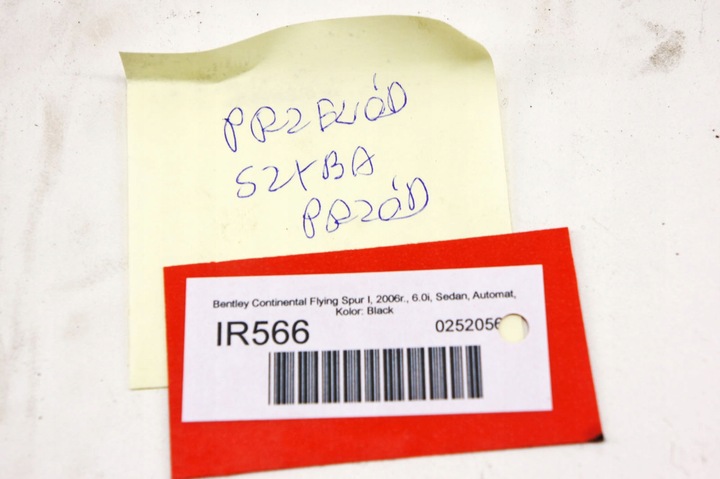 PRZEWÓD
SZYBA
PRZÓD
Bentley Continental Flying Spur I, 2006r., 6.0i, Sedan, Automat,
Kolor: Black
IR566
0252056